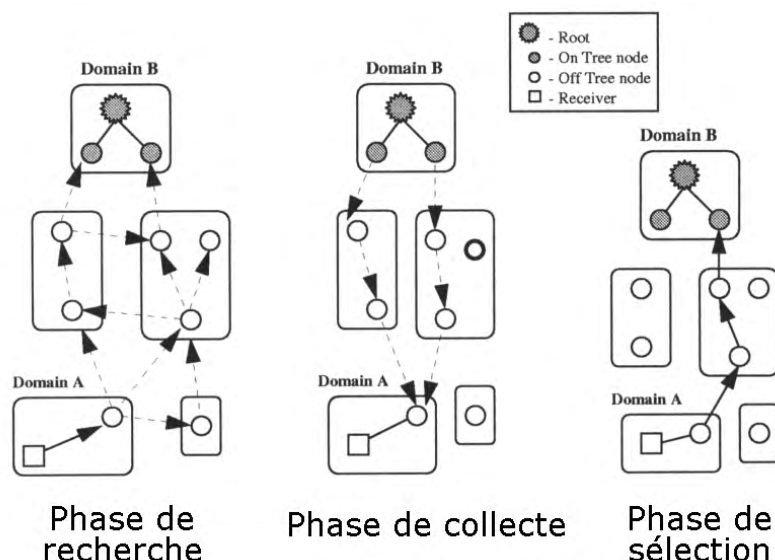 - Root
- On Tree node
- Off Tree node
- Receiver
Domain B
Domain A
Phase de
recherche
Domain B
Domain A
Phase de collecte
Domain B
Domain A
Phase de
sélection